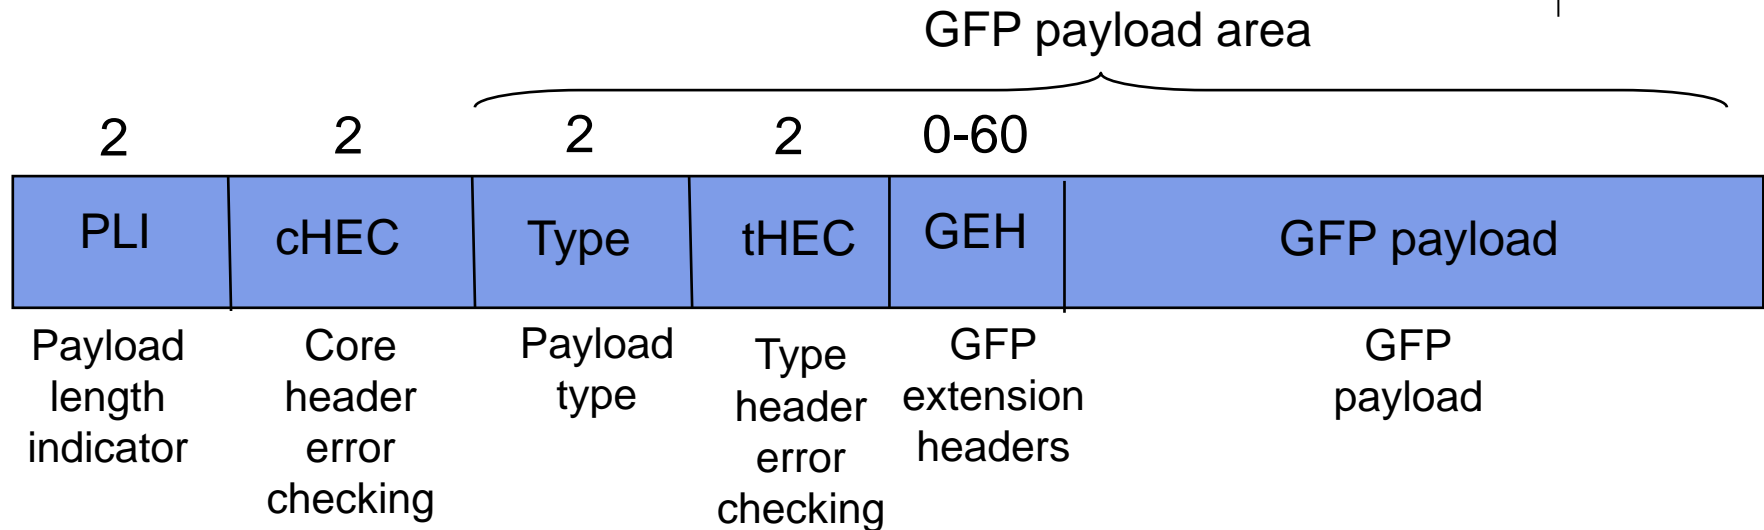 GFP payload area
2 2 2 2 0-60
PLI cHEC Type tHEC GEH GFP payload
Payload
length
indicator
Core
header
error
checking
Payload
type
Type
header
error
checking
GFP
extension
headers
GFP
payload